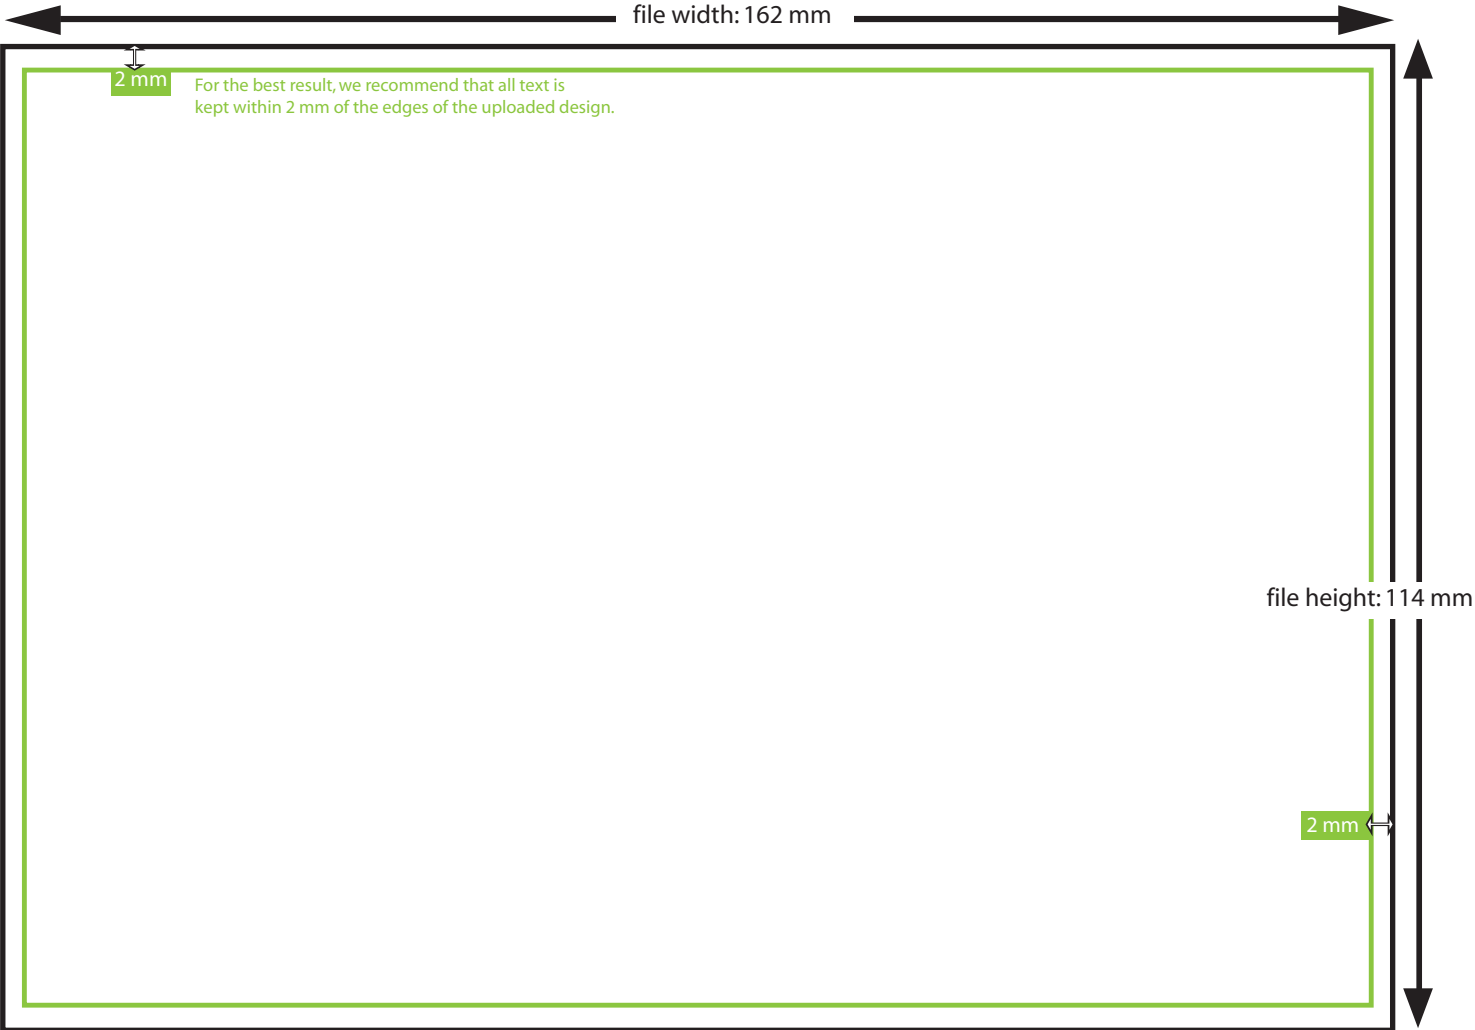 file width: 162 mm
2 mm
For the best result, we recommend that all text is
kept within 2 mm of the edges of the uploaded design.
file height: 114 mm
2 mm